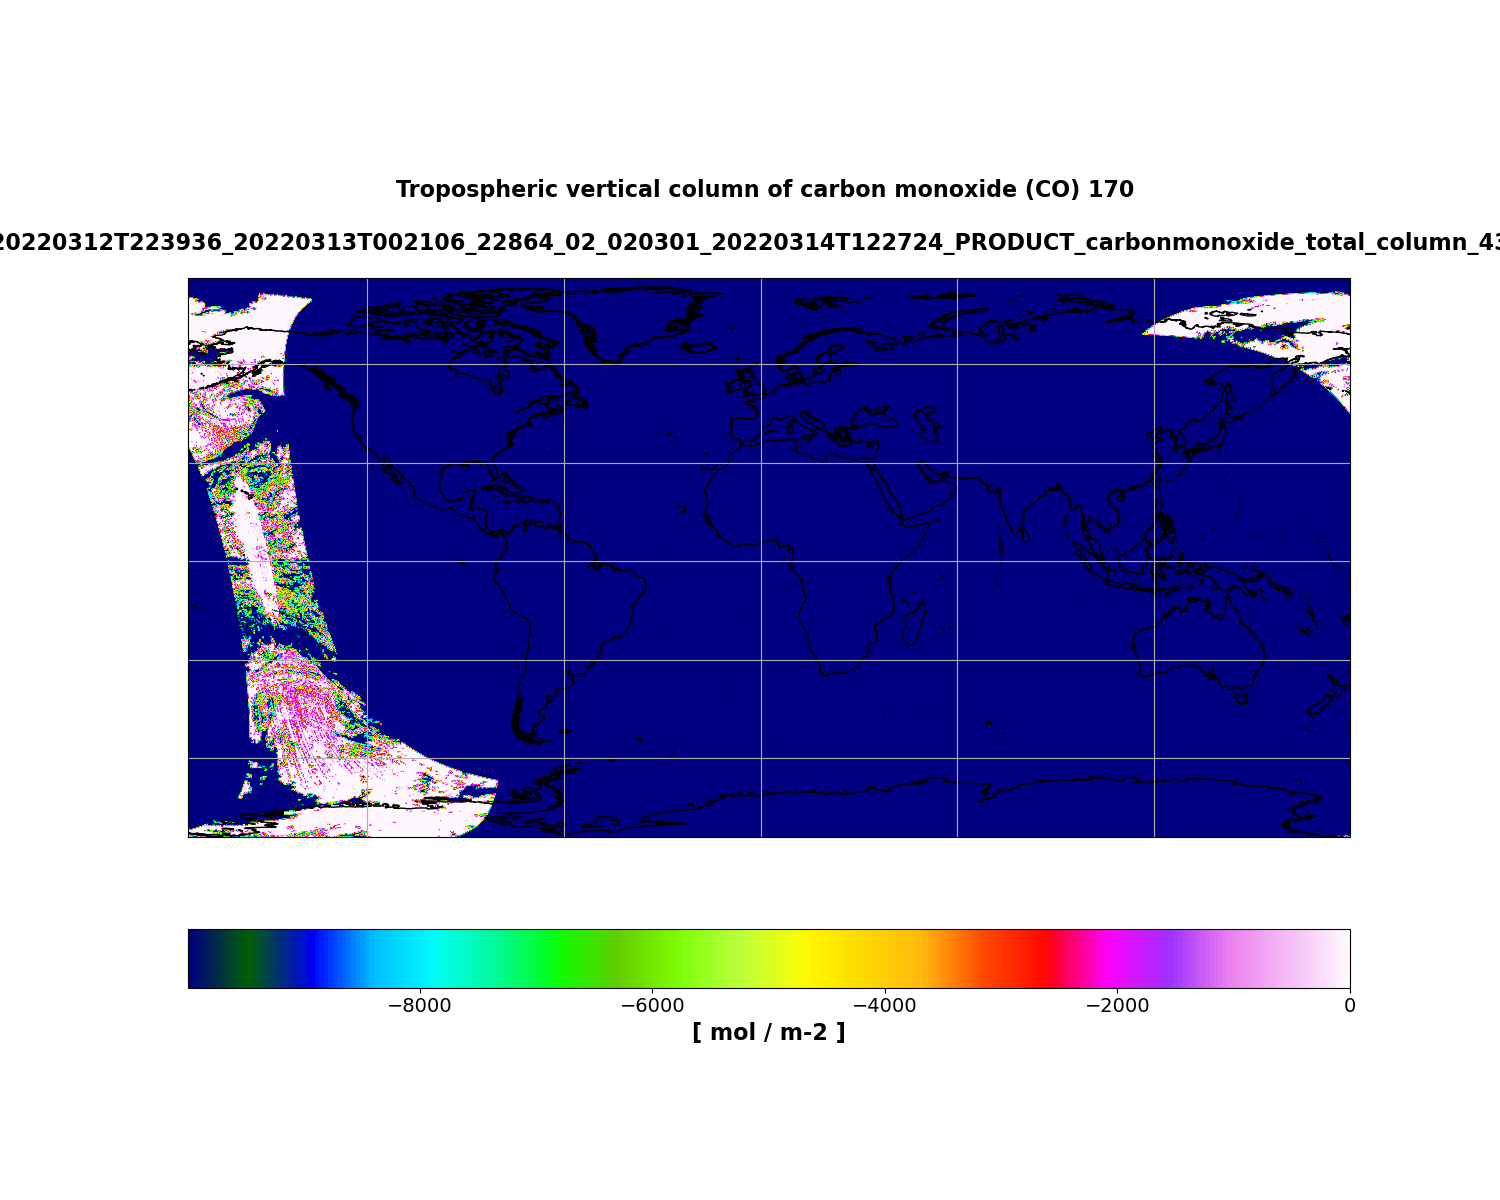 Tropospheric vertical column of carbon monoxide (CO) 170
20220312T223936_20220313T002106_22864_02_020301_20220314T122724_PRODUCT_carbonmonoxide_total_column_43
−8000 −6000 −4000 −2000 0
[ mol / m-2 ]